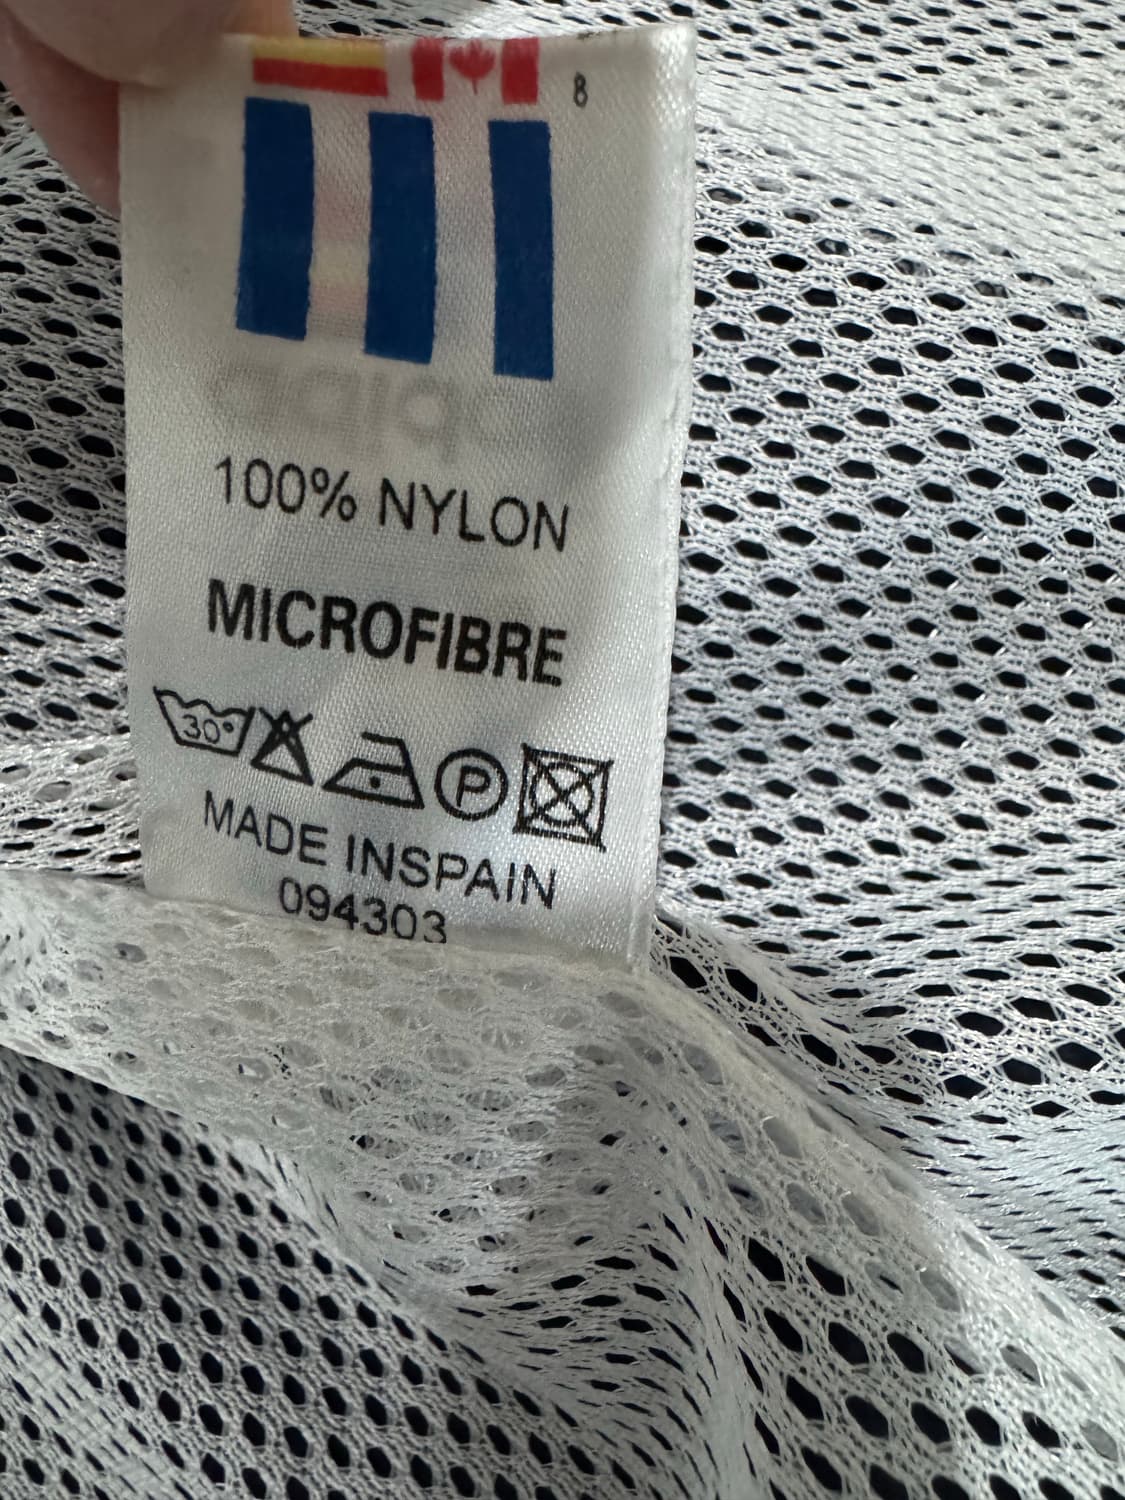 8
100% NYLON
MICROFIBRE
30°
P
MADE INSPAIN
094303